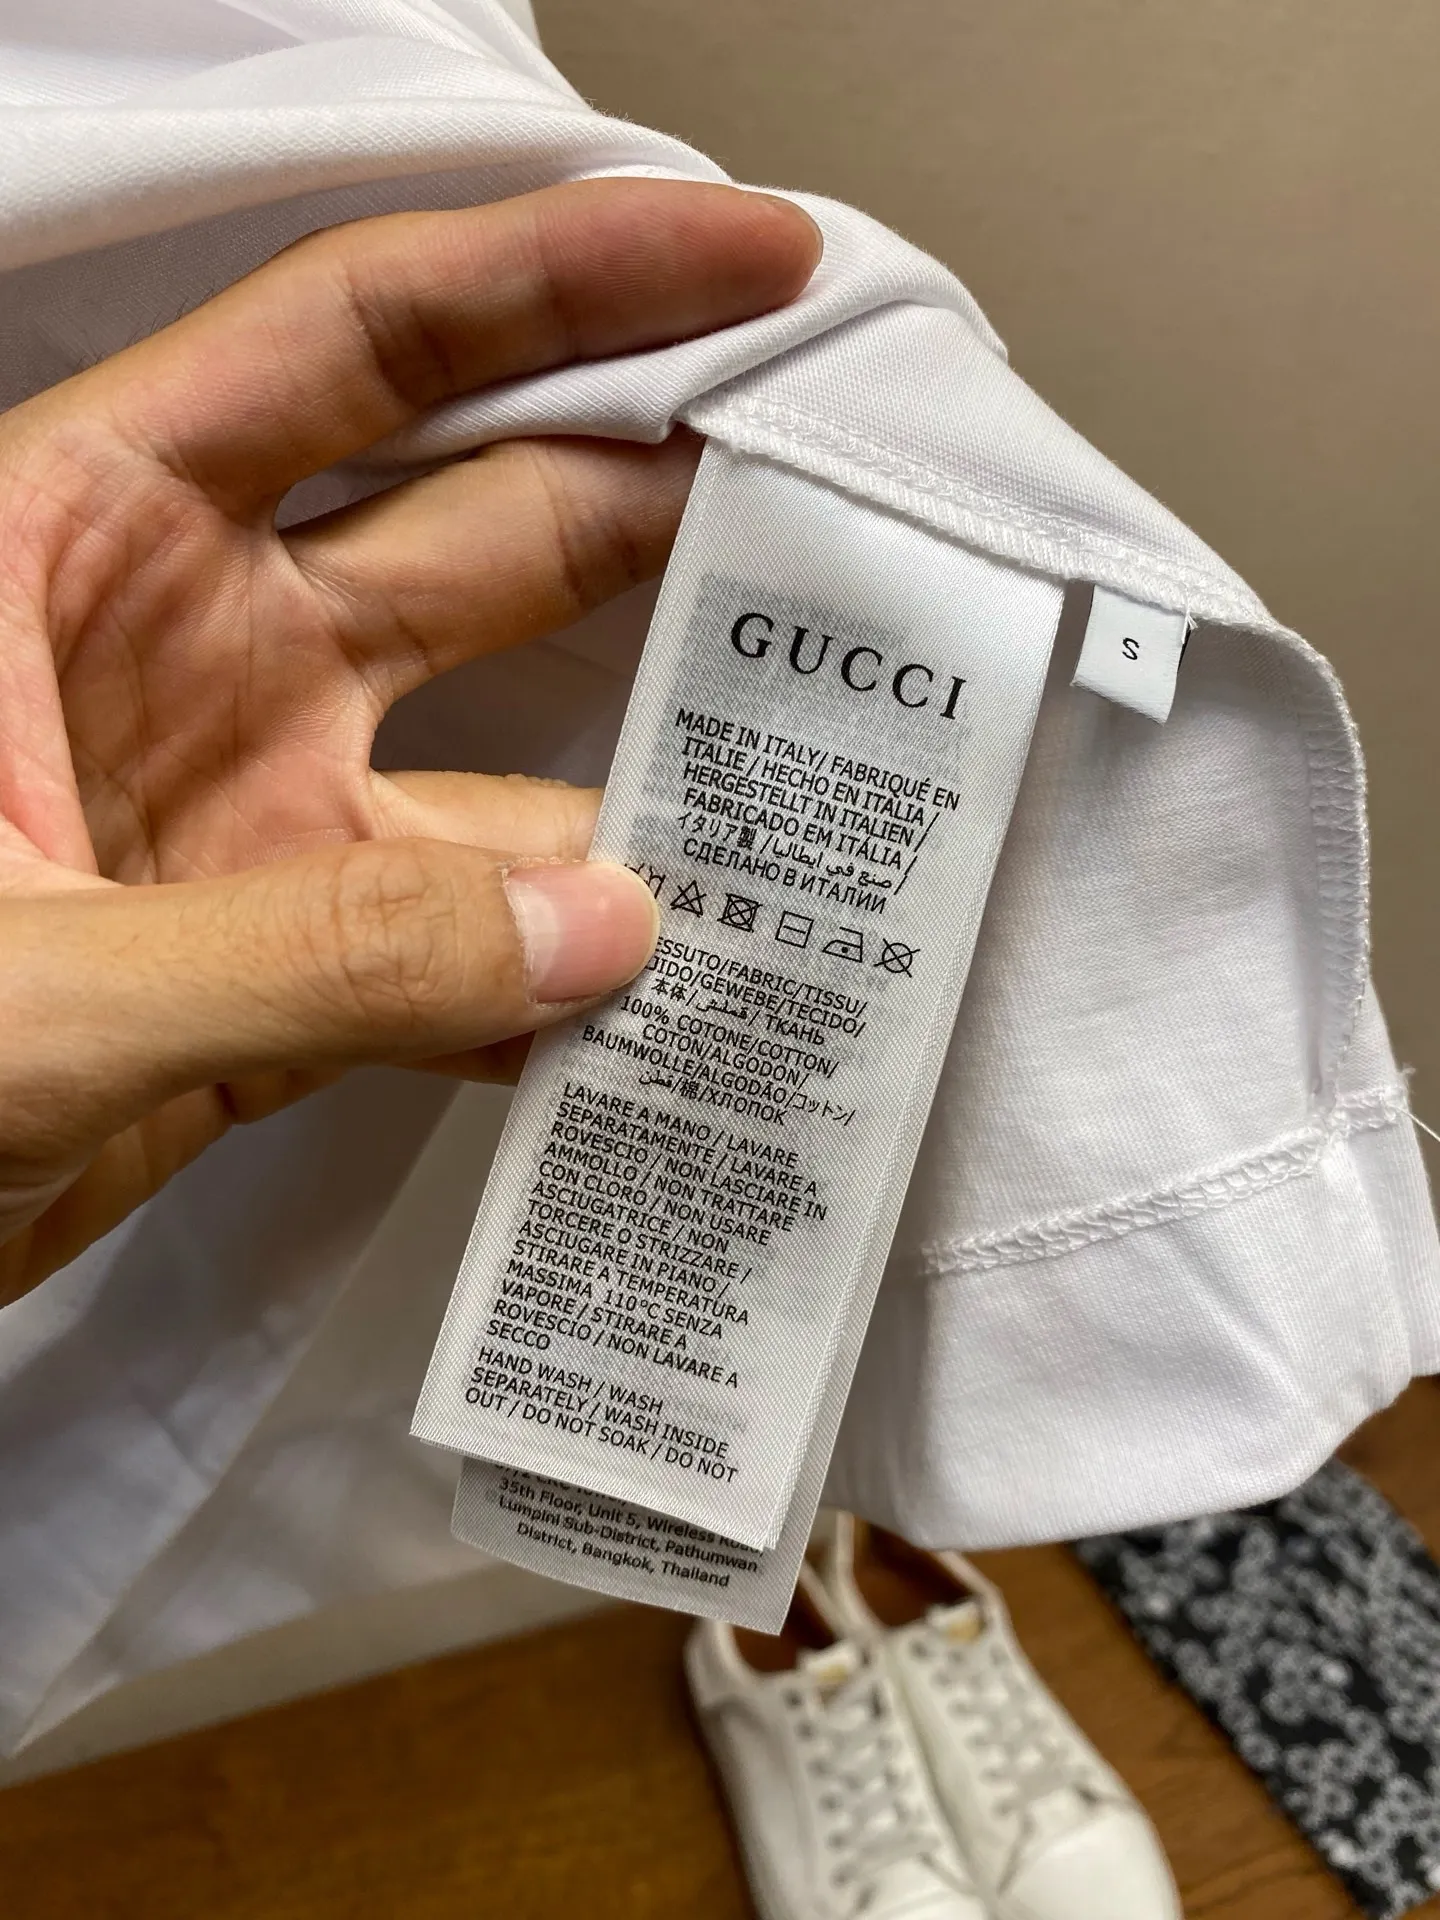 GUCCI
S
MADE IN ITALY/ FABRIQUÉ EN
ITALIE / HECHO EN ITALIA /
HERGESTELLT IN ITALIEN /
FABRICADO EM ITÁLIA /
イタリア製 / صنع في ايطاليا /
СДЕЛАНО В ИТАЛИИ
ESSUTO/FABRIC/TISSU/
JIDO/GEWEBE/TECIDO/
本体/ / ТКАНЬ
100% COTONE/COTTON/
COTON/ALGODON/
BAUMWOLLE/ALGODÃO/コットン/
قطن/棉/ХЛОПОК
LAVARE A MANO / LAVARE
SEPARATAMENTE / LAVARE A
ROVESCIO / NON LASCIARE IN
AMMOLLO / NON TRATTARE
CON CLORO / NON USARE
ASCIUGATRICE / NON
TORCERE O STRIZZARE /
ASCIUGARE IN PIANO /
STIRARE A TEMPERATURA
MASSIMA 110°C SENZA
VAPORE / STIRARE A
ROVESCIO / NON LAVARE A
SECCO
HAND WASH / WASH
SEPARATELY / WASH INSIDE
OUT / DO NOT SOAK / DO NOT
35th Floor, Unit 5, Wireless Road,
Lumpini Sub-District, Pathumwan
District, Bangkok, Thailand